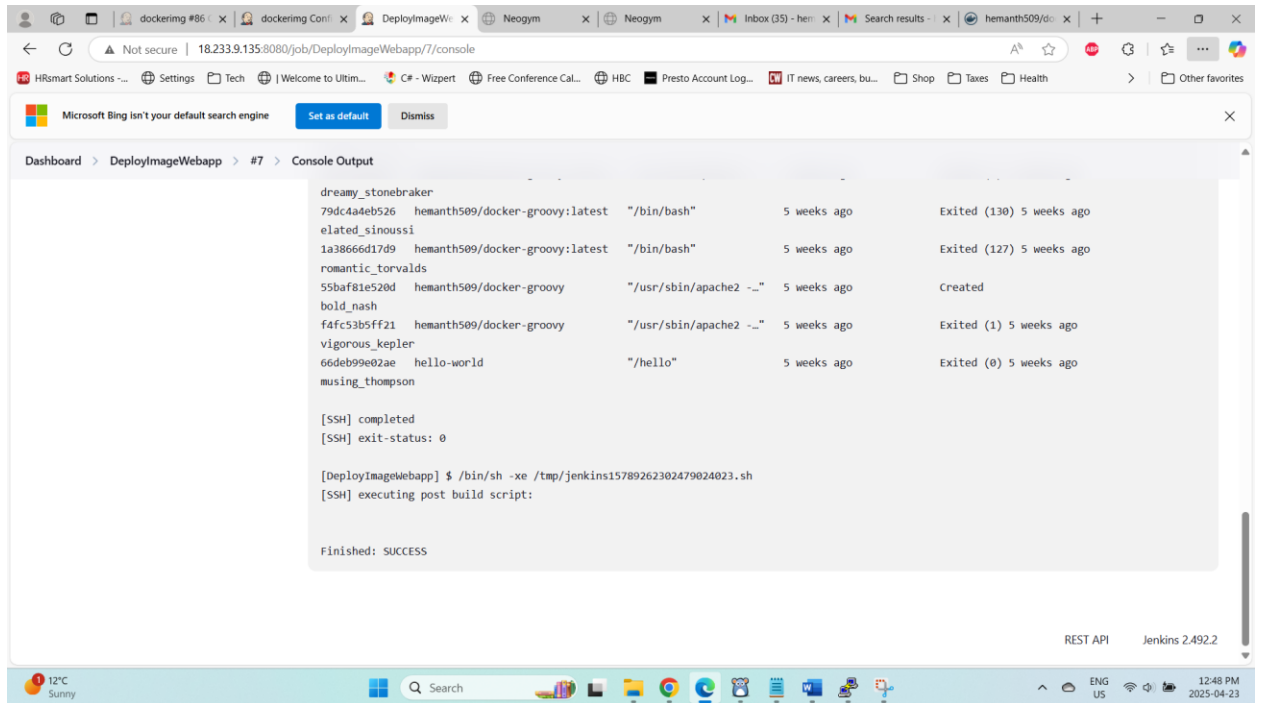 dockerimg #86
dockerimg Confi
DeployImageWe
Neogym
Neogym
Inbox (35) - hem
Search results -
hemanth509/do
Not secure | 18.233.9.135:8080/job/DeployImageWebapp/7/console
ABP
HRsmart Solutions -...
Settings
Tech
| Welcome to Ultim...
C# - Wizpert
Free Conference Cal...
HBC
Presto Account Log...
IT news, careers, bu...
Shop
Taxes
Health
Other favorites
Microsoft Bing isn't your default search engine
Set as default
Dismiss
Dashboard > DeployImageWebapp > #7 > Console Output
dreamy_stonebraker
79dc4a4eb526 hemanth509/docker-groovy:latest "/bin/bash" 5 weeks ago Exited (130) 5 weeks ago
elated_sinoussi
1a38666d17d9 hemanth509/docker-groovy:latest "/bin/bash" 5 weeks ago Exited (127) 5 weeks ago
romantic_torvalds
55baf81e520d hemanth509/docker-groovy "/usr/sbin/apache2 -…" 5 weeks ago Created
bold_nash
f4fc53b5ff21 hemanth509/docker-groovy "/usr/sbin/apache2 -…" 5 weeks ago Exited (1) 5 weeks ago
vigorous_kepler
66deb99e02ae hello-world "/hello" 5 weeks ago Exited (0) 5 weeks ago
musing_thompson
[SSH] completed
[SSH] exit-status: 0
[DeployImageWebapp] $ /bin/sh -xe /tmp/jenkins15789262302479024023.sh
[SSH] executing post build script:
Finished: SUCCESS
REST API
Jenkins 2.492.2
1
12°C
Sunny
Search
ENG
US
12:48 PM
2025-04-23